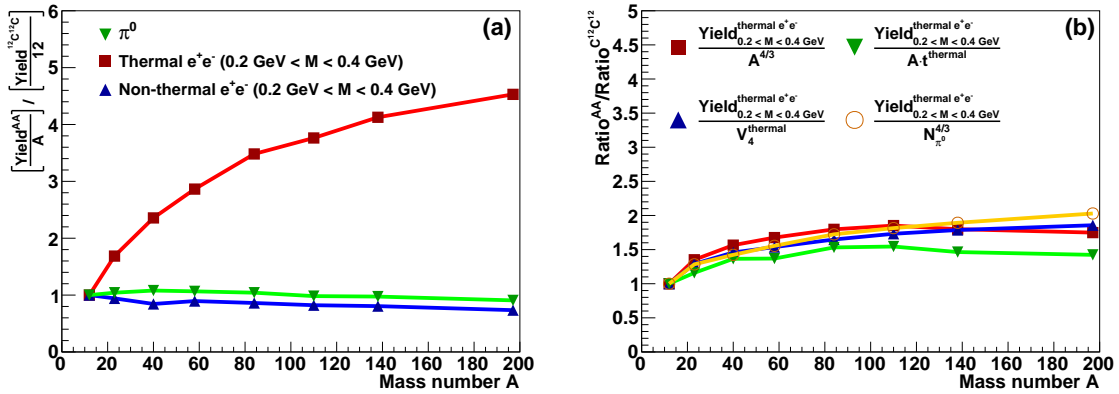 (a)
π⁰
Thermal e⁺e⁻ (0.2 GeV < M < 0.4 GeV)
Non-thermal e⁺e⁻ (0.2 GeV < M < 0.4 GeV)
[Yield^AA / A] / [Yield^12C12C / 12]
6
5
4
3
2
1
0
0 20 40 60 80 100 120 140 160 180 200
Mass number A
(b)
Yield^thermal e⁺e⁻_0.2 < M < 0.4 GeV / A^4/3
Yield^thermal e⁺e⁻_0.2 < M < 0.4 GeV / A·t^thermal
Yield^thermal e⁺e⁻_0.2 < M < 0.4 GeV / V_4^thermal
Yield^thermal e⁺e⁻_0.2 < M < 0.4 GeV / N_π⁰^4/3
Ratio^AA/Ratio^C12C12
5
4.5
4
3.5
3
2.5
2
1.5
1
0.5
0
0 20 40 60 80 100 120 140 160 180 200
Mass number A